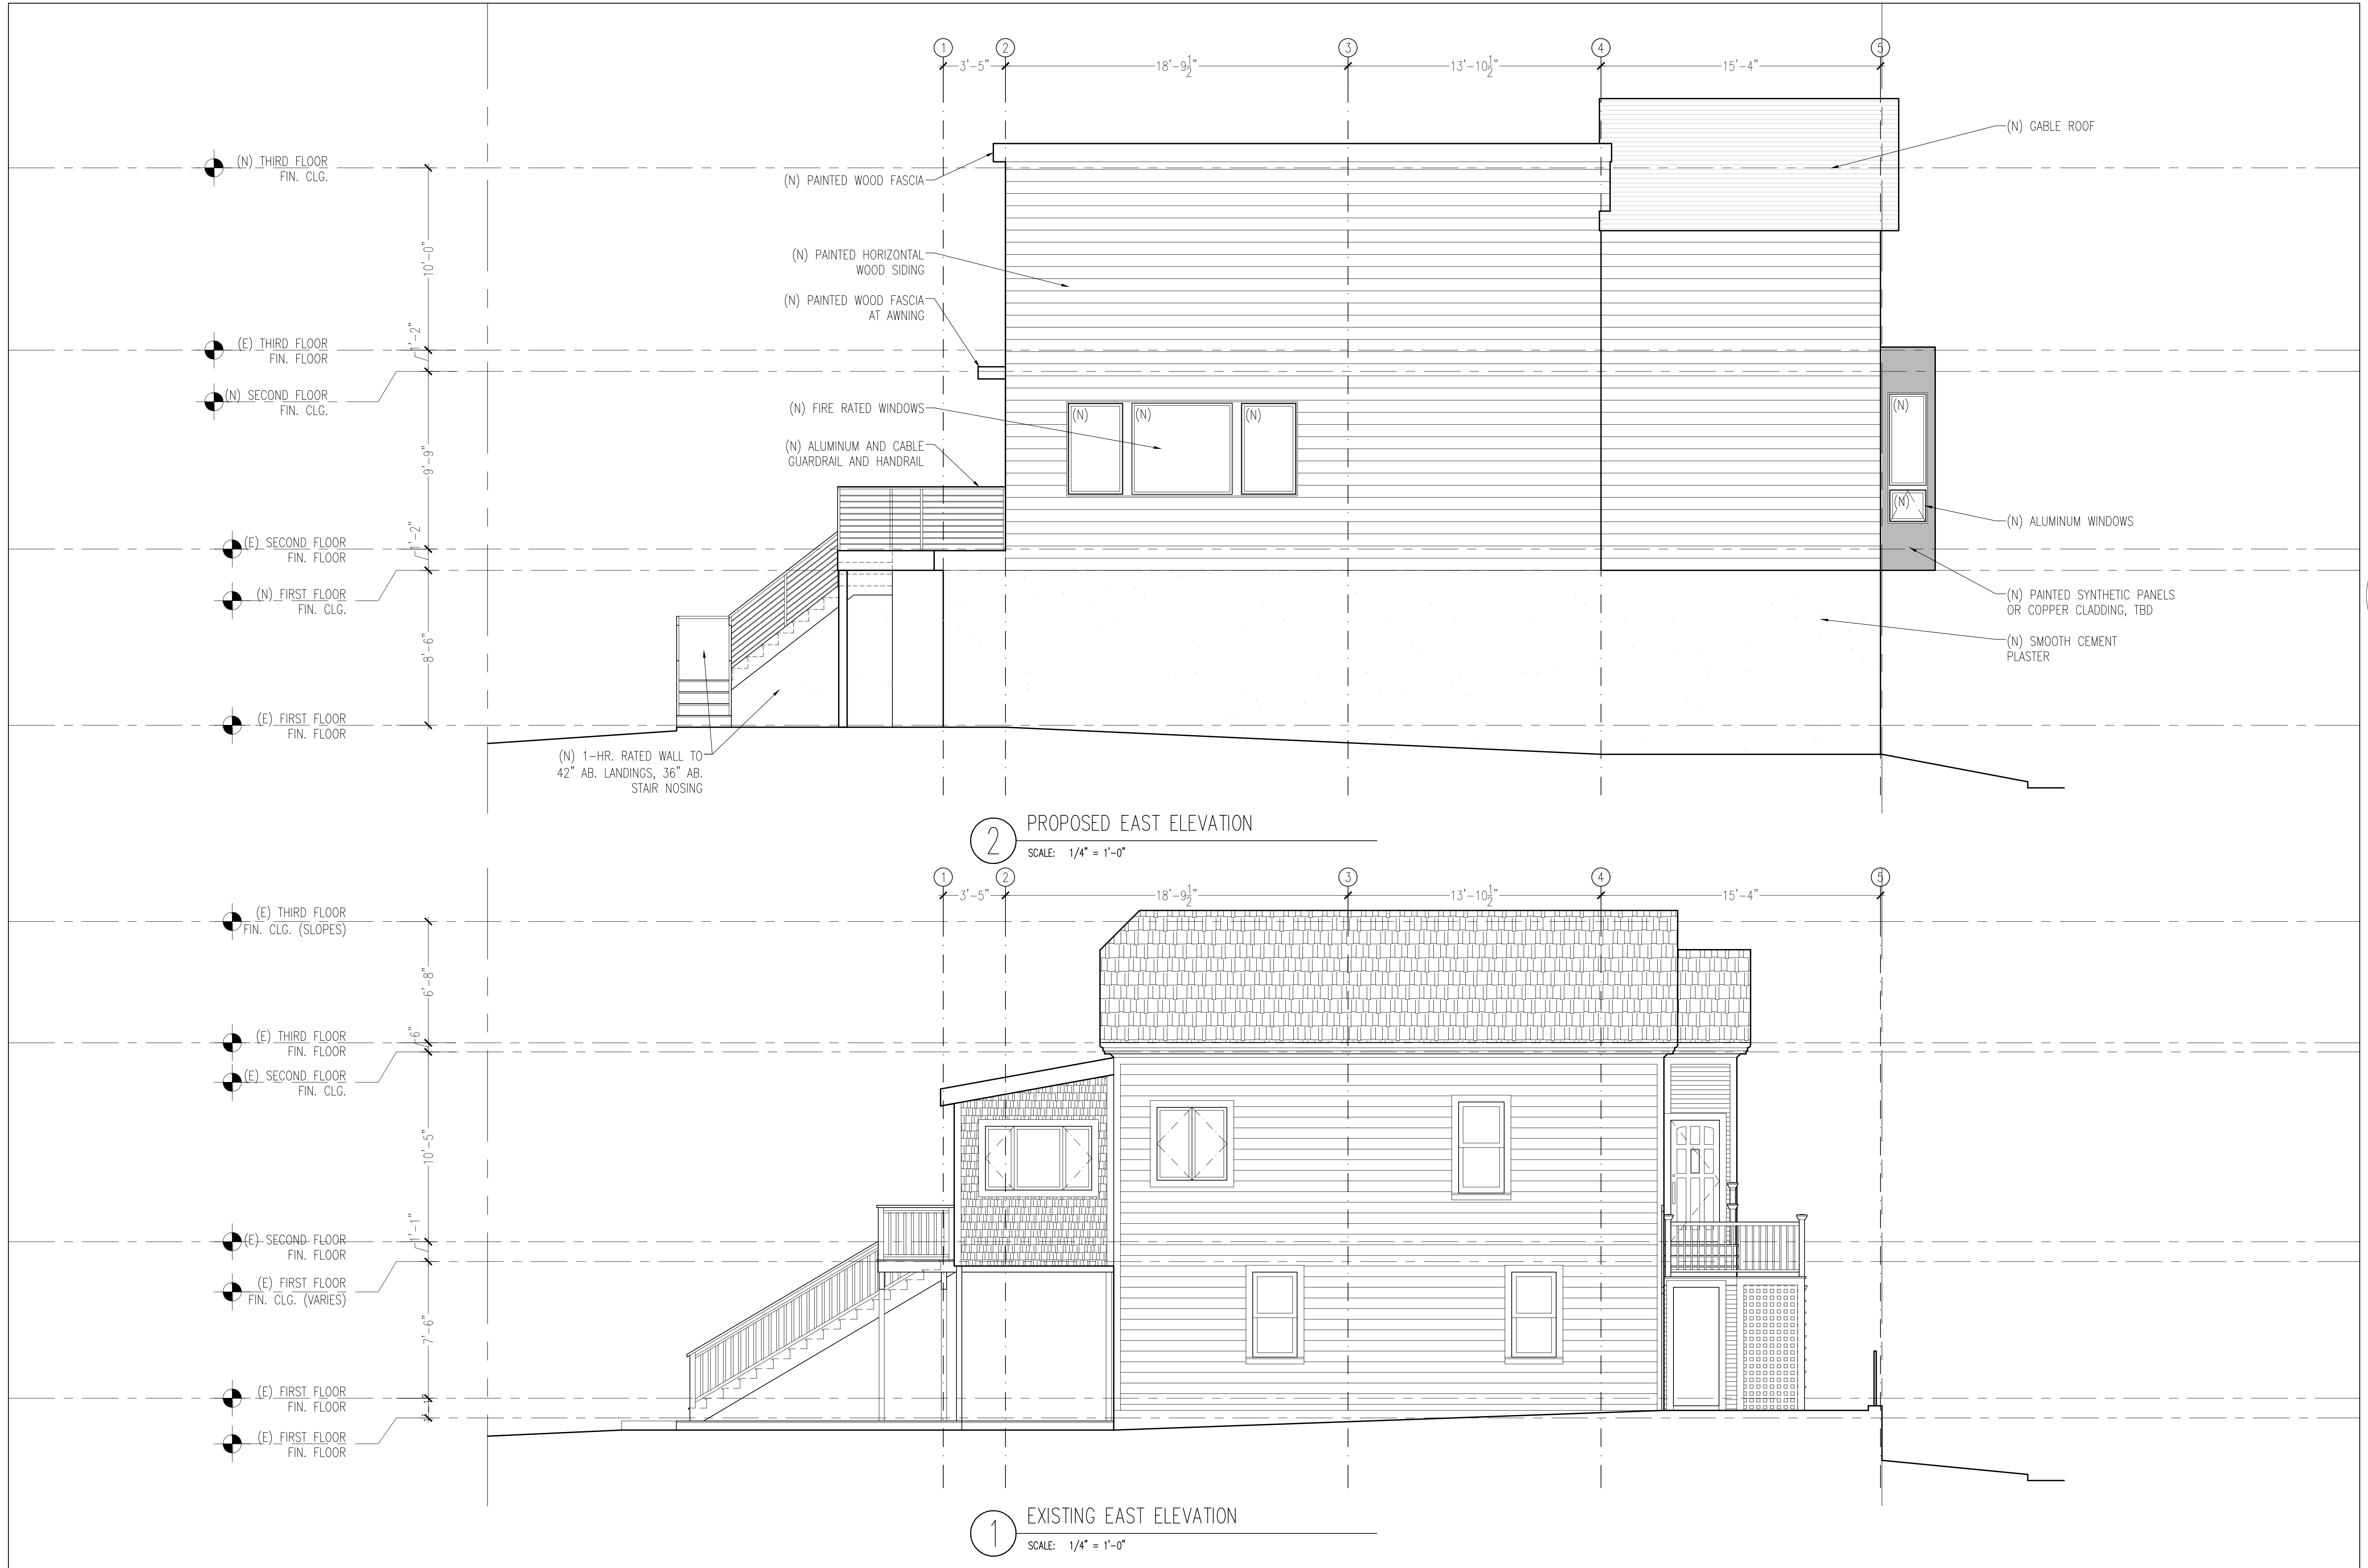 1
2
3
4
5
3'-5"
18'-9 1/2"
13'-10 1/2"
15'-4"
(N) GABLE ROOF
(N) THIRD FLOOR
FIN. CLG.
(N) PAINTED WOOD FASCIA
10'-0"
(N) PAINTED HORIZONTAL
WOOD SIDING
(N) PAINTED WOOD FASCIA
AT AWNING
1'-2"
(E) THIRD FLOOR
FIN. FLOOR
(N) SECOND FLOOR
FIN. CLG.
(N) FIRE RATED WINDOWS
(N)
(N)
(N)
(N)
(N) ALUMINUM AND CABLE
GUARDRAIL AND HANDRAIL
9'-9"
(N)
(N) ALUMINUM WINDOWS
1'-2"
(E) SECOND FLOOR
FIN. FLOOR
(N) FIRST FLOOR
FIN. CLG.
(N) PAINTED SYNTHETIC PANELS
OR COPPER CLADDING, TBD
(N) SMOOTH CEMENT
PLASTER
8'-6"
(E) FIRST FLOOR
FIN. FLOOR
(N) 1-HR. RATED WALL TO
42" AB. LANDINGS, 36" AB.
STAIR NOSING
2
PROPOSED EAST ELEVATION
SCALE: 1/4" = 1'-0"
1
2
3
4
5
3'-5"
18'-9 1/2"
13'-10 1/2"
15'-4"
(E) THIRD FLOOR
FIN. CLG. (SLOPES)
6'-8"
6"
(E) THIRD FLOOR
FIN. FLOOR
(E) SECOND FLOOR
FIN. CLG.
10'-5"
1'-1"
(E) SECOND FLOOR
FIN. FLOOR
(E) FIRST FLOOR
FIN. CLG. (VARIES)
7'-6"
(E) FIRST FLOOR
FIN. FLOOR
(E) FIRST FLOOR
FIN. FLOOR
1
EXISTING EAST ELEVATION
SCALE: 1/4" = 1'-0"